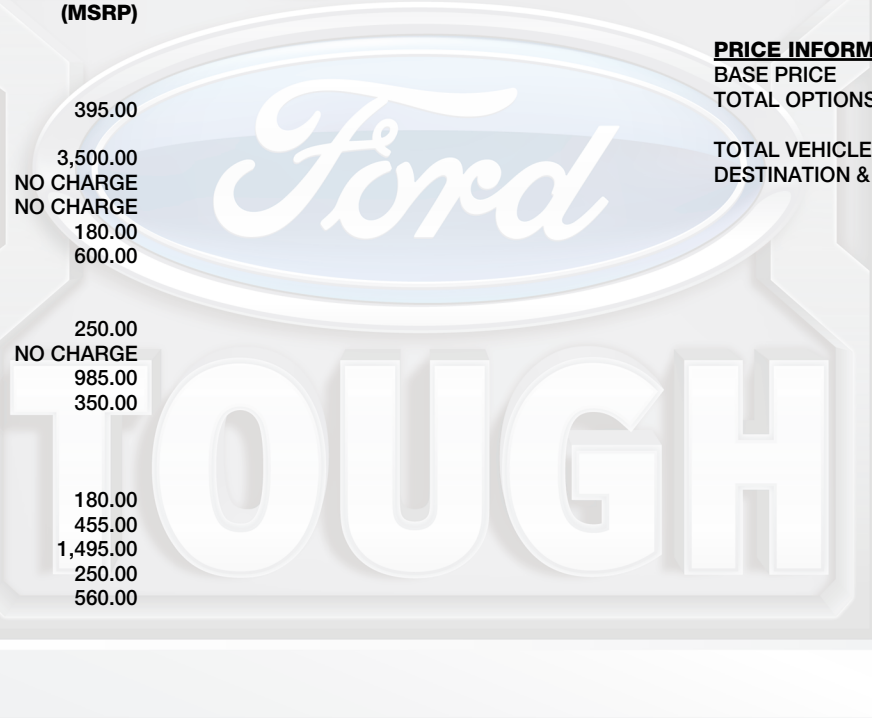 (MSRP)
395.00
3,500.00
NO CHARGE
NO CHARGE
180.00
600.00
250.00
NO CHARGE
985.00
350.00
180.00
455.00
1,495.00
250.00
560.00
PRICE INFORM
BASE PRICE
TOTAL OPTIONS
TOTAL VEHICLE
DESTINATION &
Ford
TOUGH